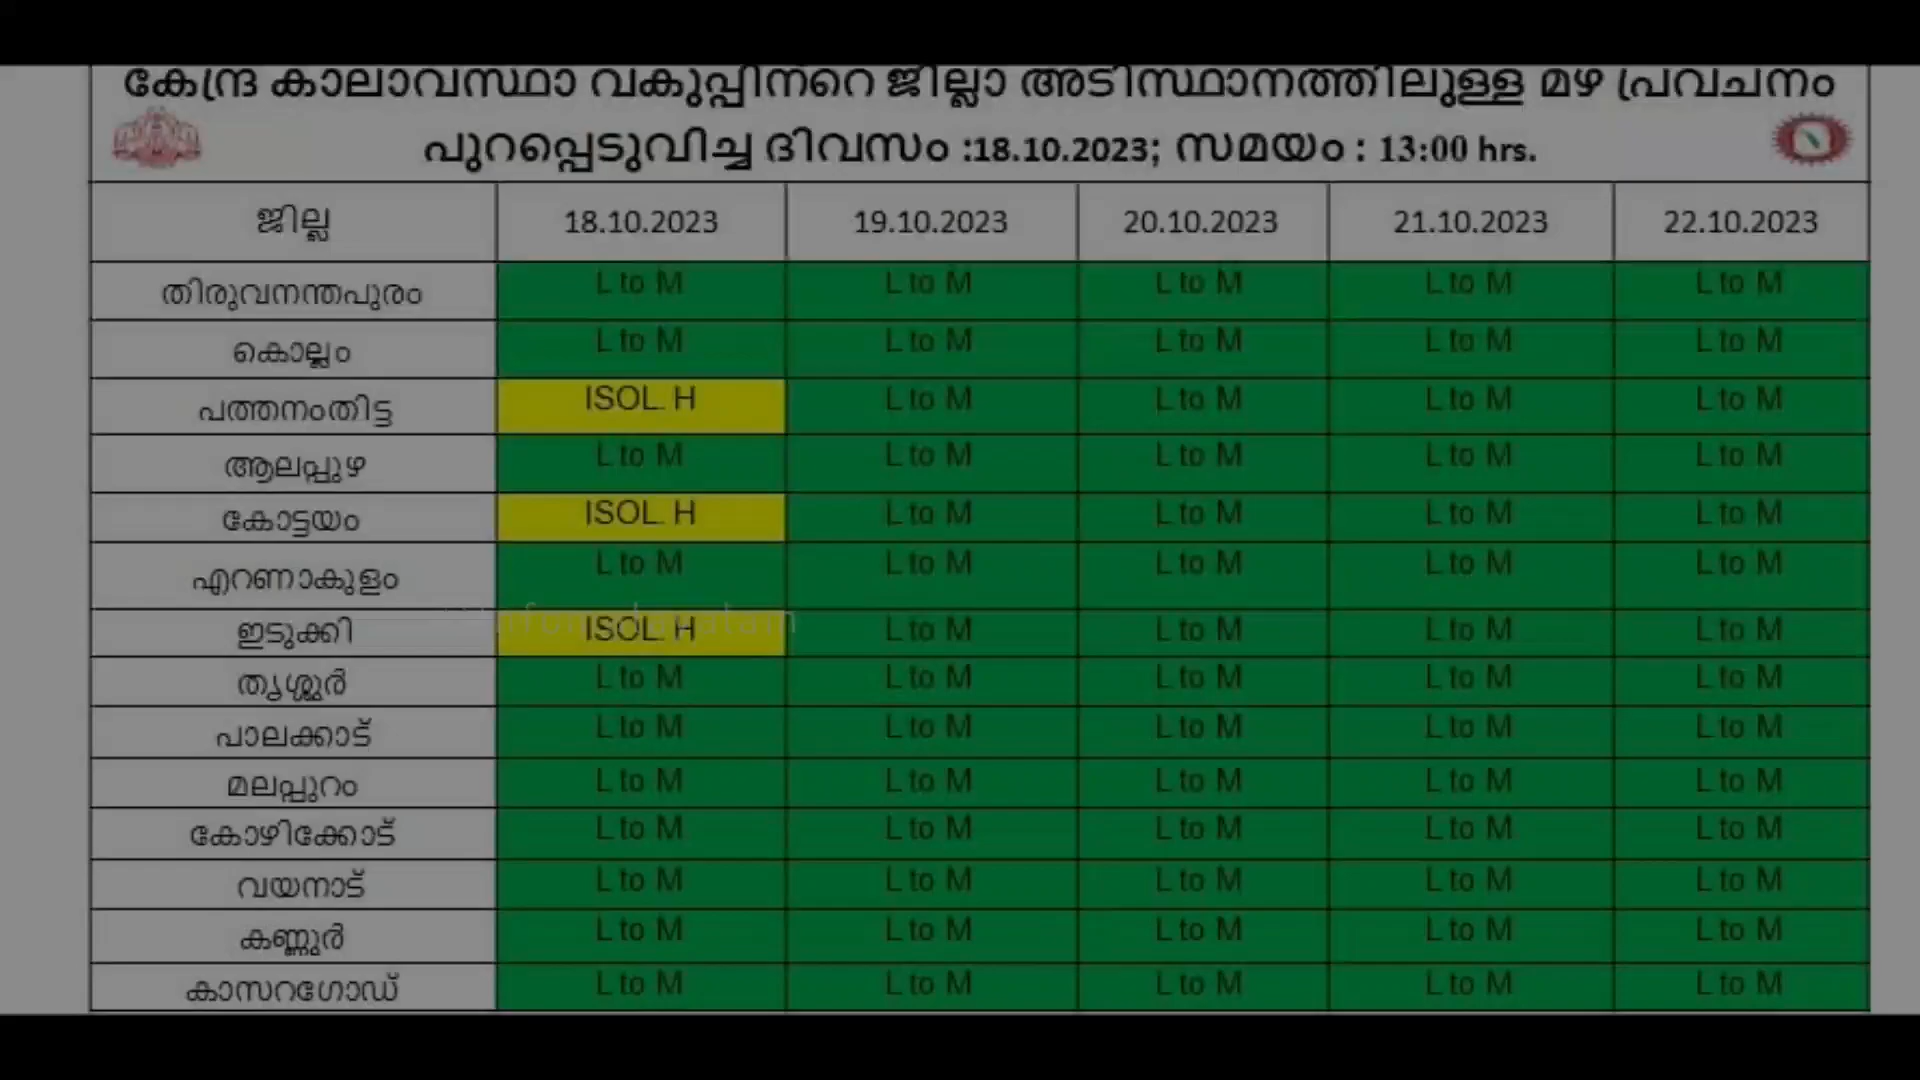 കേന്ദ്ര കാലാവസ്ഥാ വകുപ്പിൻറെ ജില്ലാ അടിസ്ഥാനത്തിലുള്ള മഴ പ്രവചനം
പുറപ്പെടുവിച്ച ദിവസം :18.10.2023; സമയം : 13:00 hrs.
ജില്ല 18.10.2023 19.10.2023 20.10.2023 21.10.2023 22.10.2023
തിരുവനന്തപുരം L to M L to M L to M L to M L to M
കൊല്ലം L to M L to M L to M L to M L to M
പത്തനംതിട്ട ISOL. H L to M L to M L to M L to M
ആലപ്പുഴ L to M L to M L to M L to M L to M
കോട്ടയം ISOL. H L to M L to M L to M L to M
എറണാകുളം L to M L to M L to M L to M L to M
ഇടുക്കി ISOL. H L to M L to M L to M L to M
തൃശ്ശൂർ L to M L to M L to M L to M L to M
പാലക്കാട് L to M L to M L to M L to M L to M
മലപ്പുറം L to M L to M L to M L to M L to M
കോഴിക്കോട് L to M L to M L to M L to M L to M
വയനാട് L to M L to M L to M L to M L to M
കണ്ണൂർ L to M L to M L to M L to M L to M
കാസറഗോഡ് L to M L to M L to M L to M L to M